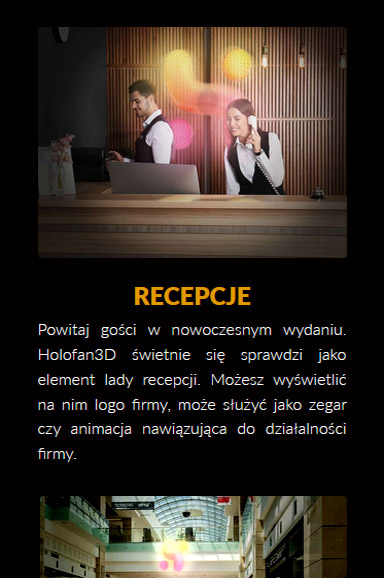 RECEPCJE
Powitaj gości w nowoczesnym wydaniu.
Holofan3D świetnie się sprawdzi jako
element lady recepcji. Możesz wyświetlić
na nim logo firmy, może służyć jako zegar
czy animacja nawiązująca do działalności
firmy.